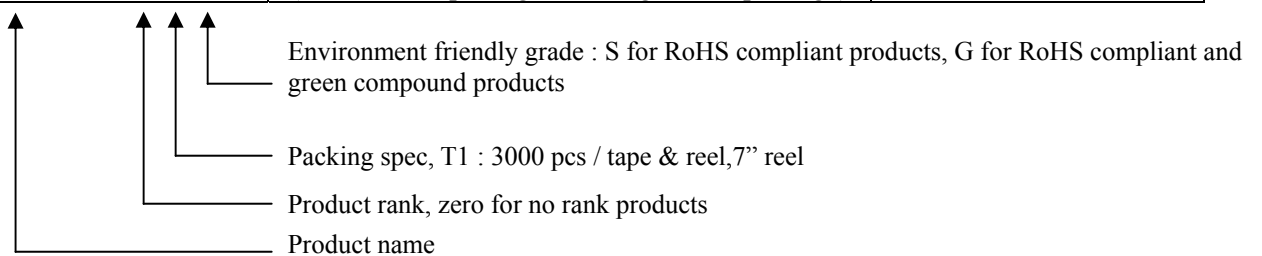 Environment friendly grade : S for RoHS compliant products, G for RoHS compliant and
green compound products
Packing spec, T1 : 3000 pcs / tape & reel,7” reel
Product rank, zero for no rank products
Product name